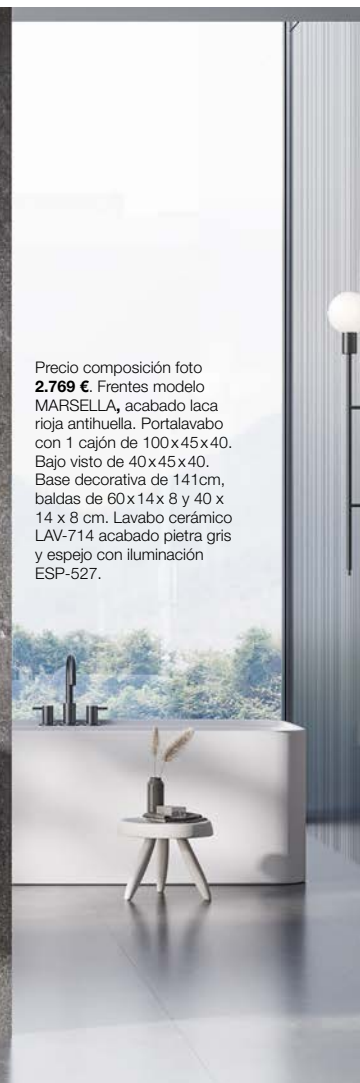 Precio composición foto
2.769 €. Frentes modelo
MARSELLA, acabado laca
rioja antihuella. Portalavabo
con 1 cajón de 100x45x40.
Bajo visto de 40x45x40.
Base decorativa de 141cm,
baldas de 60x14x 8 y 40 x
14 x 8 cm. Lavabo cerámico
LAV-714 acabado pietra gris
y espejo con iluminación
ESP-527.